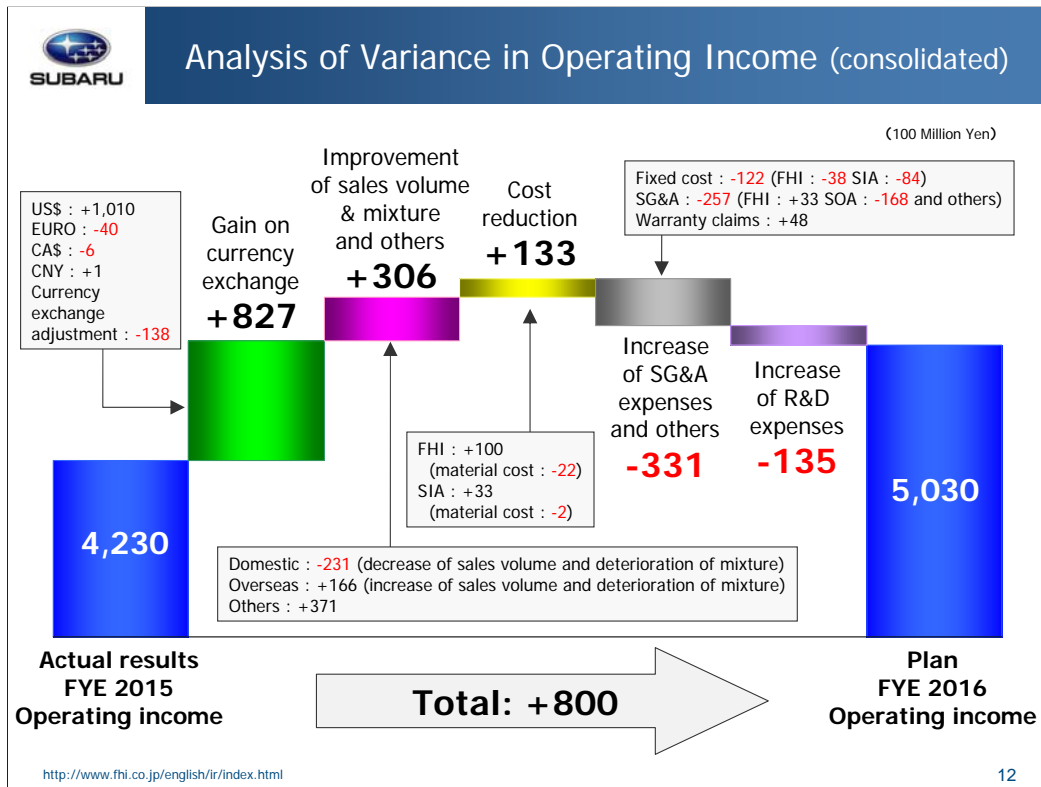 SUBARU
Analysis of Variance in Operating Income (consolidated)
(100 Million Yen)
US$ : +1,010
EURO : -40
CA$ : -6
CNY : +1
Currency
exchange
adjustment : -138
Gain on
currency
exchange
+827
Improvement
of sales volume
& mixture
and others
+306
Cost
reduction
+133
Fixed cost : -122 (FHI : -38 SIA : -84)
SG&A : -257 (FHI : +33 SOA : -168 and others)
Warranty claims : +48
Increase
of SG&A
expenses
and others
-331
Increase
of R&D
expenses
-135
FHI : +100
(material cost : -22)
SIA : +33
(material cost : -2)
Domestic : -231 (decrease of sales volume and deterioration of mixture)
Overseas : +166 (increase of sales volume and deterioration of mixture)
Others : +371
4,230
5,030
Actual results
FYE 2015
Operating income
Total: +800
Plan
FYE 2016
Operating income
http://www.fhi.co.jp/english/ir/index.html
12